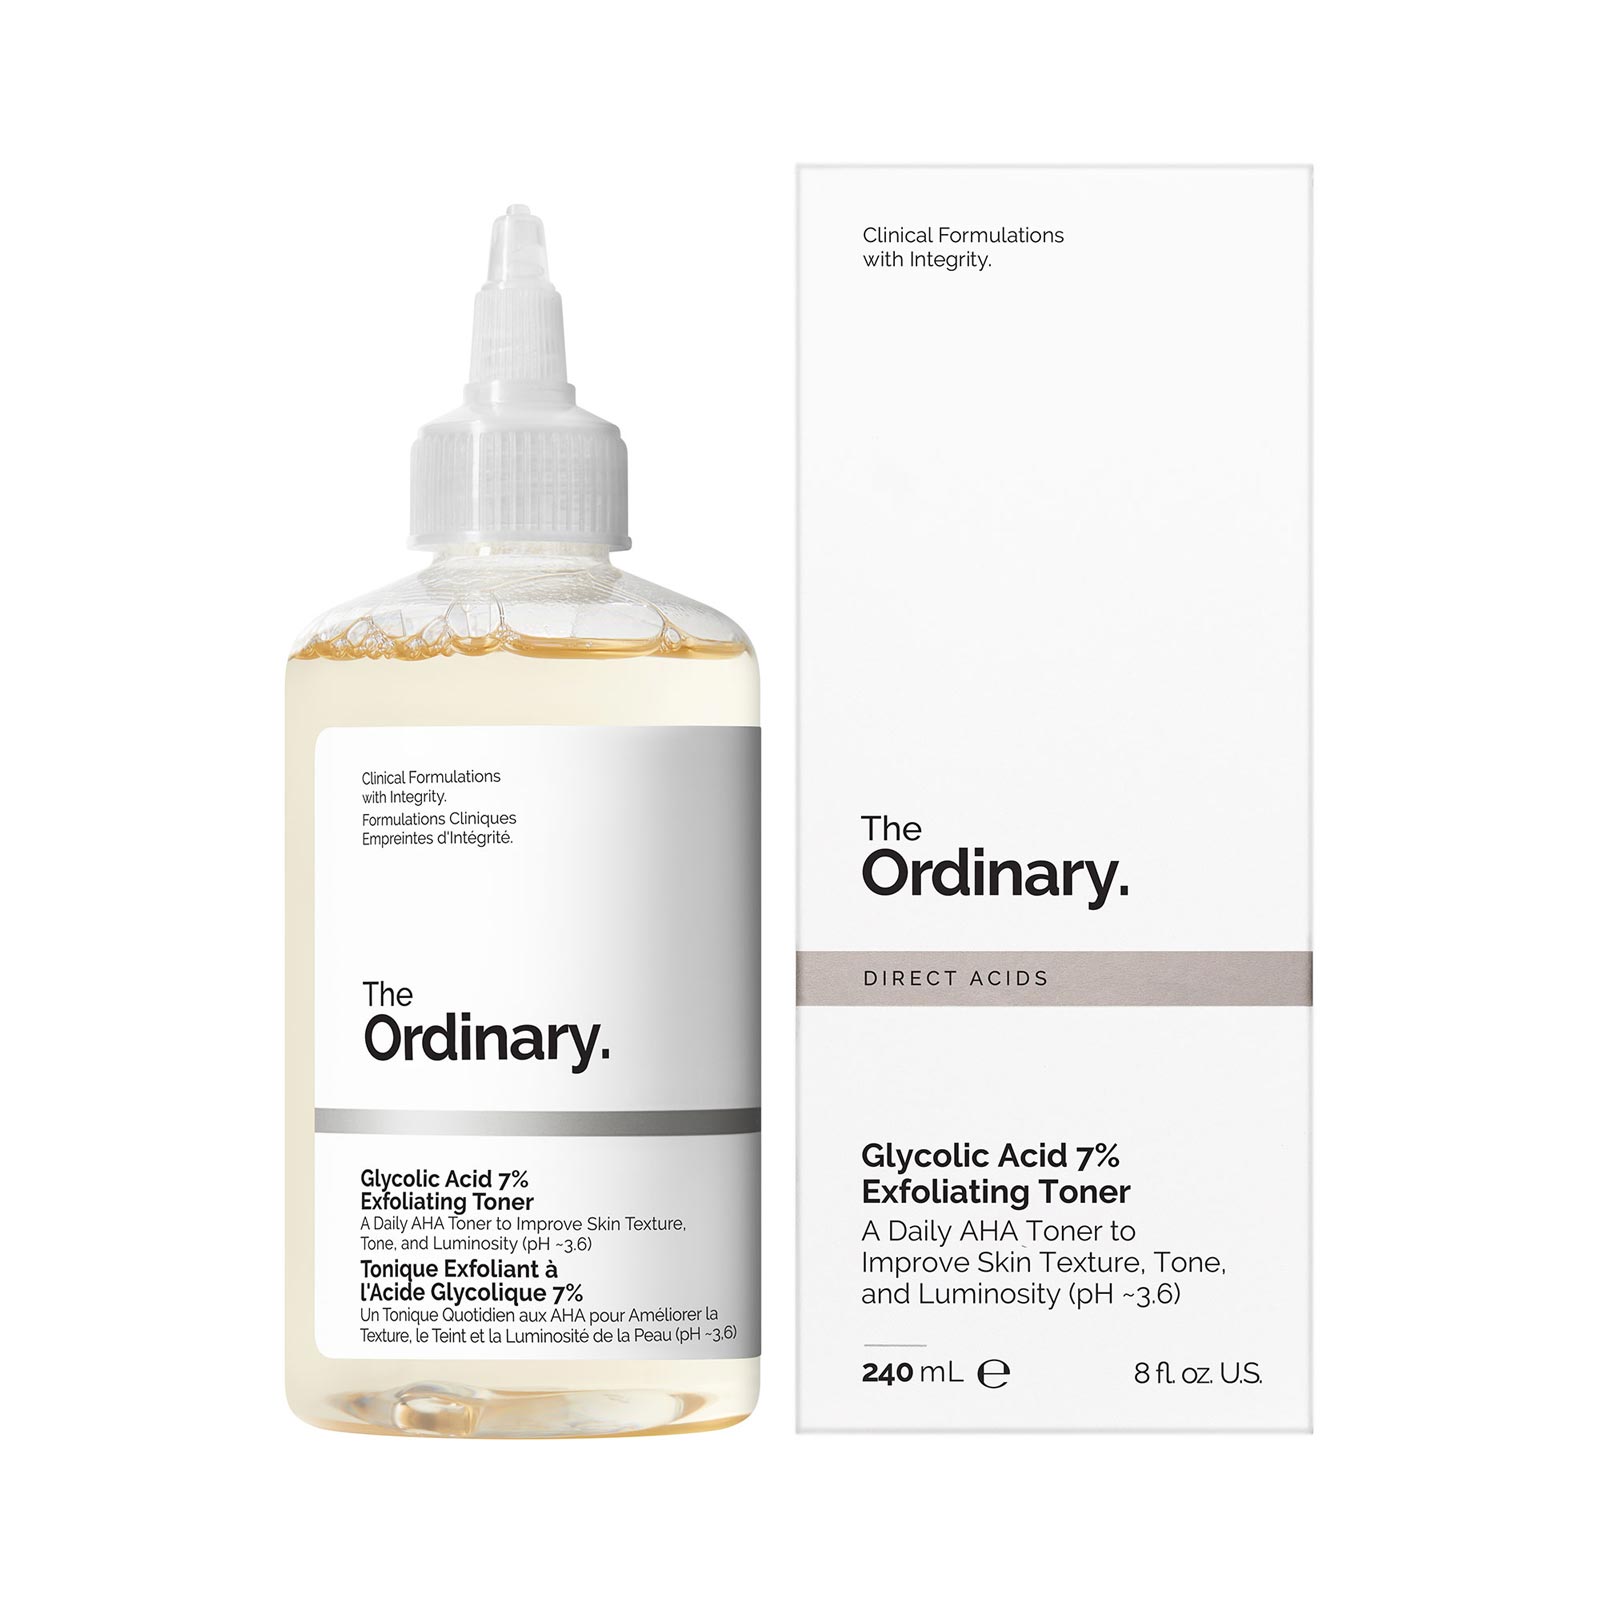 Clinical Formulations
with Integrity.
Formulations Cliniques
Empreintes d'Intégrité.
The
Ordinary.
Glycolic Acid 7%
Exfoliating Toner
A Daily AHA Toner to Improve Skin Texture,
Tone, and Luminosity (pH ~3.6)
Tonique Exfoliant à
l'Acide Glycolique 7%
Un Tonique Quotidien aux AHA pour Améliorer la
Texture, le Teint et la Luminosité de la Peau (pH ~3,6)
Clinical Formulations
with Integrity.
The
Ordinary.
DIRECT ACIDS
Glycolic Acid 7%
Exfoliating Toner
A Daily AHA Toner to
Improve Skin Texture, Tone,
and Luminosity (pH ~3.6)
240 mL ℮ 8 fl. oz. U.S.